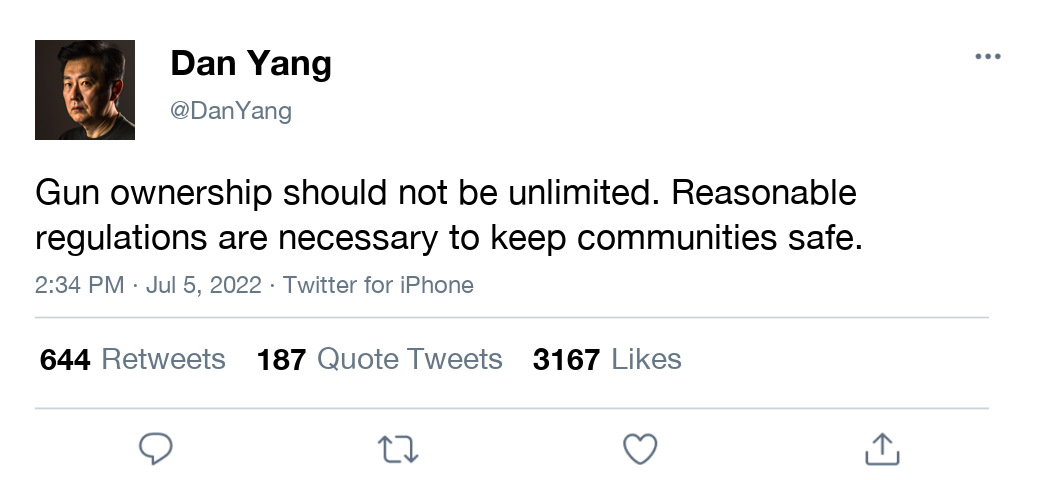 Dan Yang
@DanYang
Gun ownership should not be unlimited. Reasonable
regulations are necessary to keep communities safe.
2:34 PM · Jul 5, 2022 · Twitter for iPhone
644 Retweets 187 Quote Tweets 3167 Likes